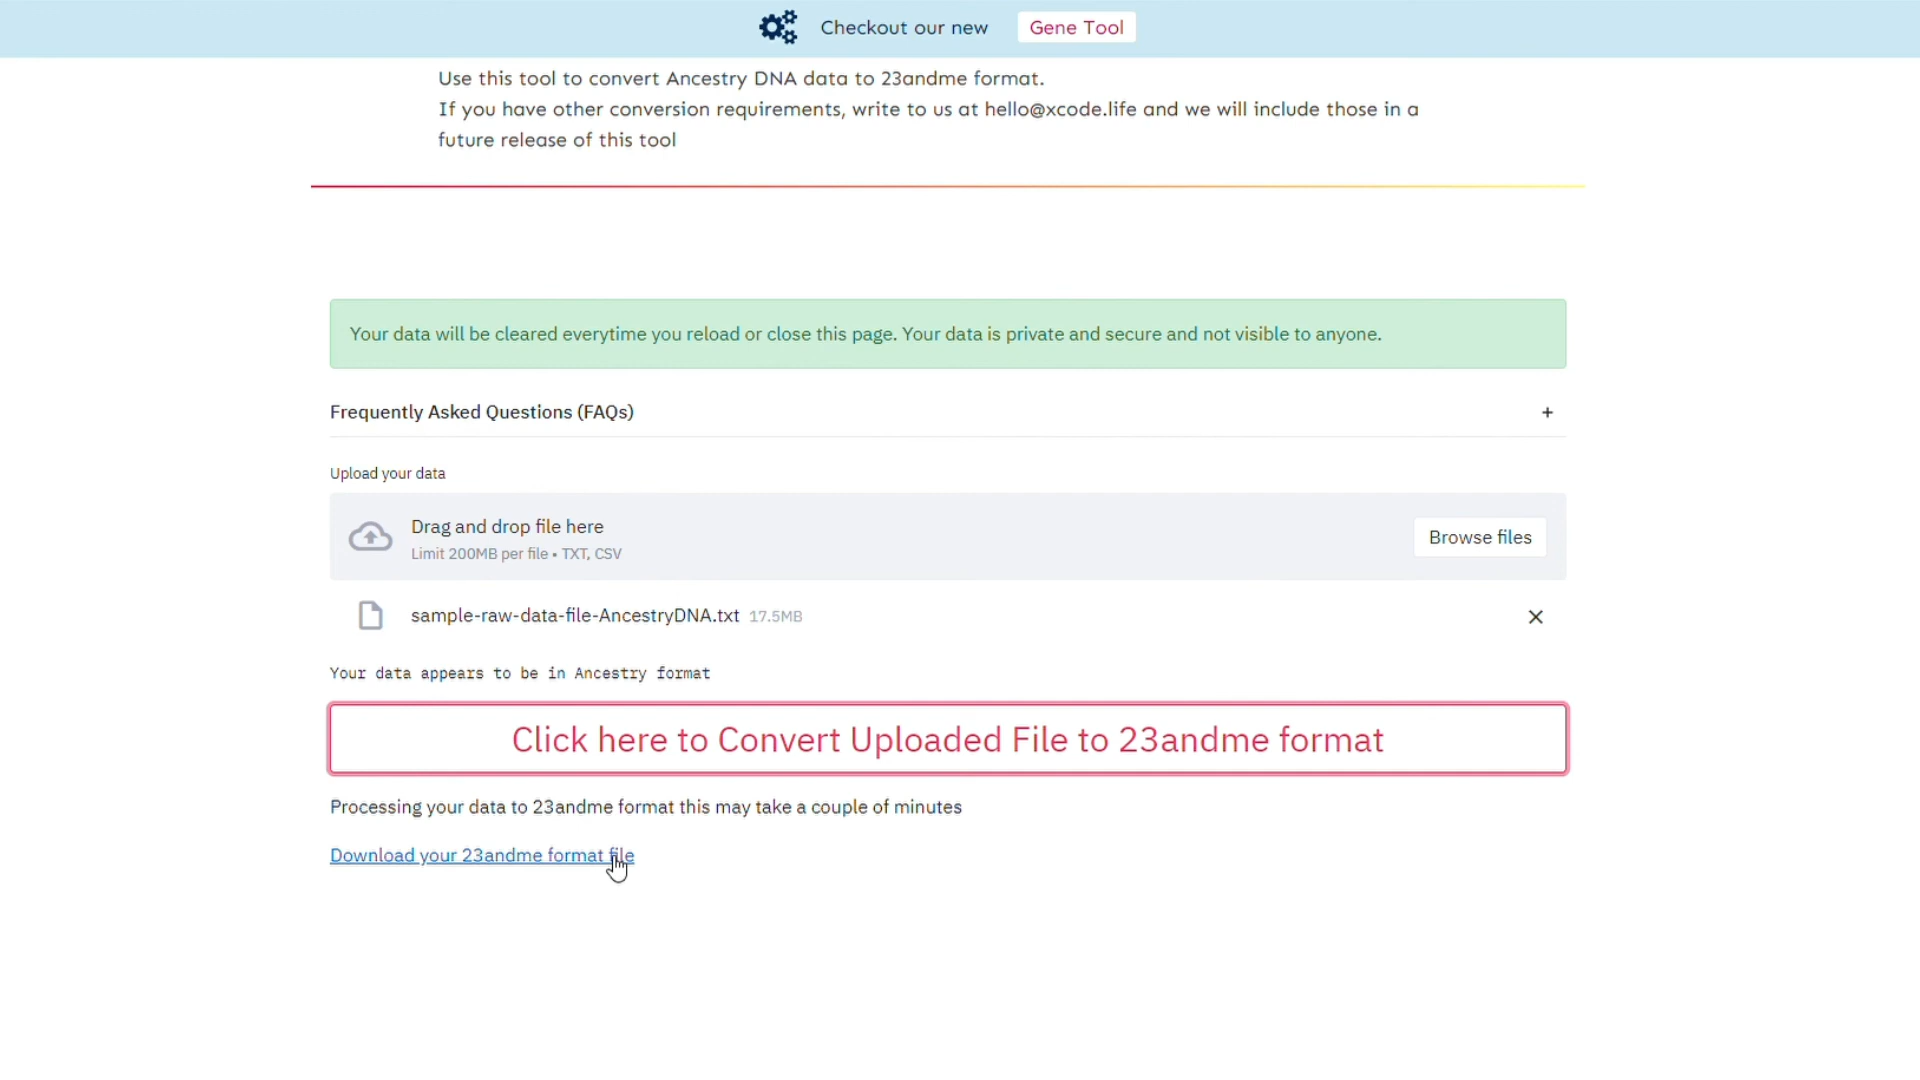 Checkout our new Gene Tool
Use this tool to convert Ancestry DNA data to 23andme format.
If you have other conversion requirements, write to us at hello@xcode.life and we will include those in a
future release of this tool
Your data will be cleared everytime you reload or close this page. Your data is private and secure and not visible to anyone.
Frequently Asked Questions (FAQs) +
Upload your data
Drag and drop file here
Limit 200MB per file • TXT, CSV
Browse files
sample-raw-data-file-AncestryDNA.txt 17.5MB
Your data appears to be in Ancestry format
Click here to Convert Uploaded File to 23andme format
Processing your data to 23andme format this may take a couple of minutes
Download your 23andme format file